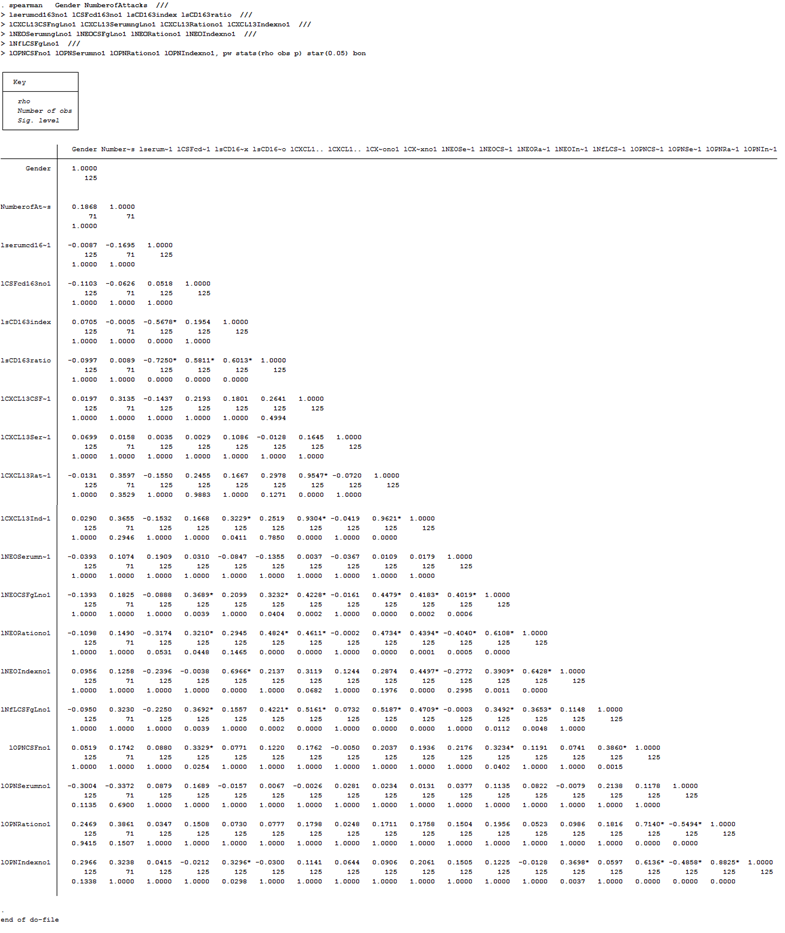 . spearman   Gender NumberofAttacks  ///
> lserumcd163no1 lCSFcd163no1 lsCD163index lsCD163ratio  ///
> lCXCL13CSFngLno1 lCXCL13SerumngLno1 lCXCL13Rationo1 lCXCL13Indexno1  ///
> lNEOSerumngLno1 lNEOCSFgLno1 lNEORationo1 lNEOIndexno1  ///
> lNfLCSFgLno1  ///
> lOPNCSFno1 lOPNSerumno1 lOPNRationo1 lOPNIndexno1, pw stats(rho obs p) star(0.05) bon
Key
rho
Number of obs
Sig. level
Gender Number~s lserum~1 lCSFcd~1 lsCD16~x lsCD16~o lCXCL1.. lCXCL1.. lCX~ono1 lCX~xno1 lNEOSe~1 lNEOCS~1 lNEORa~1 lNEOIn~1 lNfLCS~1 lOPNCS~1 lOPNSe~1 lOPNRa~1 lOPNIn~1
Gender 1.0000
125
NumberofAt~s 0.1868 1.0000
71 71
1.0000
lserumcd16~1 -0.0087 -0.1695 1.0000
125 71 125
1.0000 1.0000
lCSFcd163no1 -0.1103 -0.0626 0.0518 1.0000
125 71 125 125
1.0000 1.0000 1.0000
lsCD163index 0.0705 -0.0005 -0.5678* 0.1954 1.0000
125 71 125 125 125
1.0000 1.0000 0.0000 1.0000
lsCD163ratio -0.0997 0.0089 -0.7250* 0.5811* 0.6013* 1.0000
125 71 125 125 125 125
1.0000 1.0000 0.0000 0.0000 0.0000
lCXCL13CSF~1 0.0197 0.3135 -0.1437 0.2193 0.1801 0.2641 1.0000
125 71 125 125 125 125 125
1.0000 1.0000 1.0000 1.0000 1.0000 0.4994
lCXCL13Ser~1 0.0699 0.0158 0.0035 0.0029 0.1086 -0.0128 0.1645 1.0000
125 71 125 125 125 125 125 125
1.0000 1.0000 1.0000 1.0000 1.0000 1.0000 1.0000
lCXCL13Rat~1 -0.0131 0.3597 -0.1550 0.2455 0.1667 0.2978 0.9547* -0.0720 1.0000
125 71 125 125 125 125 125 125 125
1.0000 0.3529 1.0000 0.9883 1.0000 0.1271 0.0000 1.0000
lCXCL13Ind~1 0.0290 0.3655 -0.1532 0.1668 0.3229* 0.2519 0.9304* -0.0419 0.9621* 1.0000
125 71 125 125 125 125 125 125 125 125
1.0000 0.2946 1.0000 1.0000 0.0411 0.7850 0.0000 1.0000 0.0000
lNEOSerumn~1 -0.0393 0.1074 0.1909 0.0310 -0.0847 -0.1355 0.0037 -0.0367 0.0109 0.0179 1.0000
125 71 125 125 125 125 125 125 125 125 125
1.0000 1.0000 1.0000 1.0000 1.0000 1.0000 1.0000 1.0000 1.0000 1.0000
lNEOCSFgLno1 -0.1393 0.1825 -0.0888 0.3689* 0.2099 0.3232* 0.4228* -0.0161 0.4479* 0.4183* 0.4019* 1.0000
125 71 125 125 125 125 125 125 125 125 125 125
1.0000 1.0000 1.0000 0.0039 1.0000 0.0404 0.0002 1.0000 0.0000 0.0002 0.0006
lNEORationo1 -0.1098 0.1490 -0.3174 0.3210* 0.2945 0.4824* 0.4611* -0.0002 0.4734* 0.4394* -0.4040* 0.6108* 1.0000
125 71 125 125 125 125 125 125 125 125 125 125 125
1.0000 1.0000 0.0531 0.0448 0.1465 0.0000 0.0000 1.0000 0.0000 0.0001 0.0005 0.0000
lNEOIndexno1 0.0956 0.1258 -0.2396 -0.0038 0.6966* 0.2137 0.3119 0.1244 0.2874 0.4497* -0.2772 0.3909* 0.6428* 1.0000
125 71 125 125 125 125 125 125 125 125 125 125 125 125
1.0000 1.0000 1.0000 1.0000 0.0000 1.0000 0.0682 1.0000 0.1976 0.0000 0.2995 0.0011 0.0000
lNfLCSFgLno1 -0.0950 0.3230 -0.2250 0.3692* 0.1557 0.4221* 0.5161* 0.0732 0.5187* 0.4709* -0.0003 0.3492* 0.3653* 0.1148 1.0000
125 71 125 125 125 125 125 125 125 125 125 125 125 125 125
1.0000 1.0000 1.0000 0.0039 1.0000 0.0002 0.0000 1.0000 0.0000 0.0000 1.0000 0.0112 0.0048 1.0000
lOPNCSFno1 0.0519 0.1742 0.0880 0.3329* 0.0771 0.1220 0.1762 -0.0050 0.2037 0.1936 0.2176 0.3234* 0.1191 0.0741 0.3860* 1.0000
125 71 125 125 125 125 125 125 125 125 125 125 125 125 125 125
1.0000 1.0000 1.0000 0.0254 1.0000 1.0000 1.0000 1.0000 1.0000 1.0000 1.0000 0.0402 1.0000 1.0000 0.0015
lOPNSerumno1 -0.3004 -0.3372 0.0879 0.1689 -0.0157 0.0067 -0.0026 0.0281 0.0234 0.0131 0.0377 0.1135 0.0822 -0.0079 0.2138 0.1178 1.0000
125 71 125 125 125 125 125 125 125 125 125 125 125 125 125 125 125
0.1135 0.6900 1.0000 1.0000 1.0000 1.0000 1.0000 1.0000 1.0000 1.0000 1.0000 1.0000 1.0000 1.0000 1.0000 1.0000
lOPNRationo1 0.2469 0.3861 0.0347 0.1508 0.0730 0.0777 0.1798 0.0248 0.1711 0.1758 0.1504 0.1956 0.0523 0.0986 0.1816 0.7140* -0.5494* 1.0000
125 71 125 125 125 125 125 125 125 125 125 125 125 125 125 125 125 125
0.9415 0.1507 1.0000 1.0000 1.0000 1.0000 1.0000 1.0000 1.0000 1.0000 1.0000 1.0000 1.0000 1.0000 1.0000 0.0000 0.0000
lOPNIndexno1 0.2966 0.3238 0.0415 -0.0212 0.3296* -0.0300 0.1141 0.0644 0.0906 0.2061 0.1505 0.1225 -0.0128 0.3698* 0.0597 0.6136* -0.4858* 0.8825* 1.0000
125 71 125 125 125 125 125 125 125 125 125 125 125 125 125 125 125 125 125
0.1338 1.0000 1.0000 1.0000 0.0298 1.0000 1.0000 1.0000 1.0000 1.0000 1.0000 1.0000 1.0000 0.0037 1.0000 0.0000 0.0000 0.0000
.
end of do-file